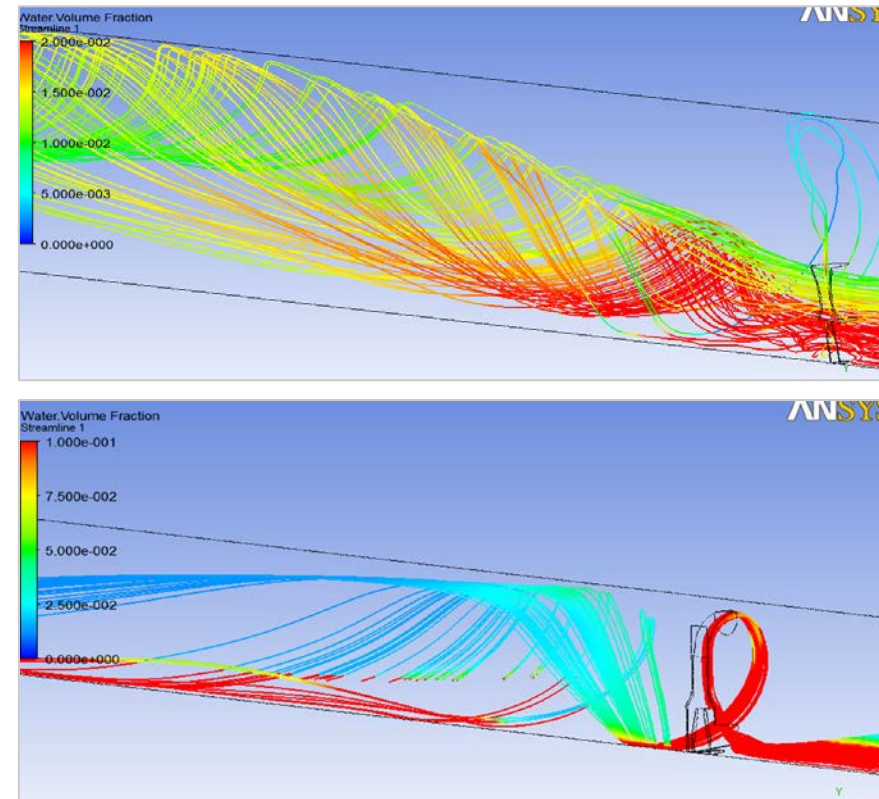 Water.Volume Fraction
Streamline 1
2.000e-002
1.500e-002
1.000e-002
5.000e-003
0.000e+000
ANSYS
Y
Water.Volume Fraction
Streamline 1
1.000e-001
7.500e-002
5.000e-002
2.500e-002
0.000e+000
ANSYS
Y